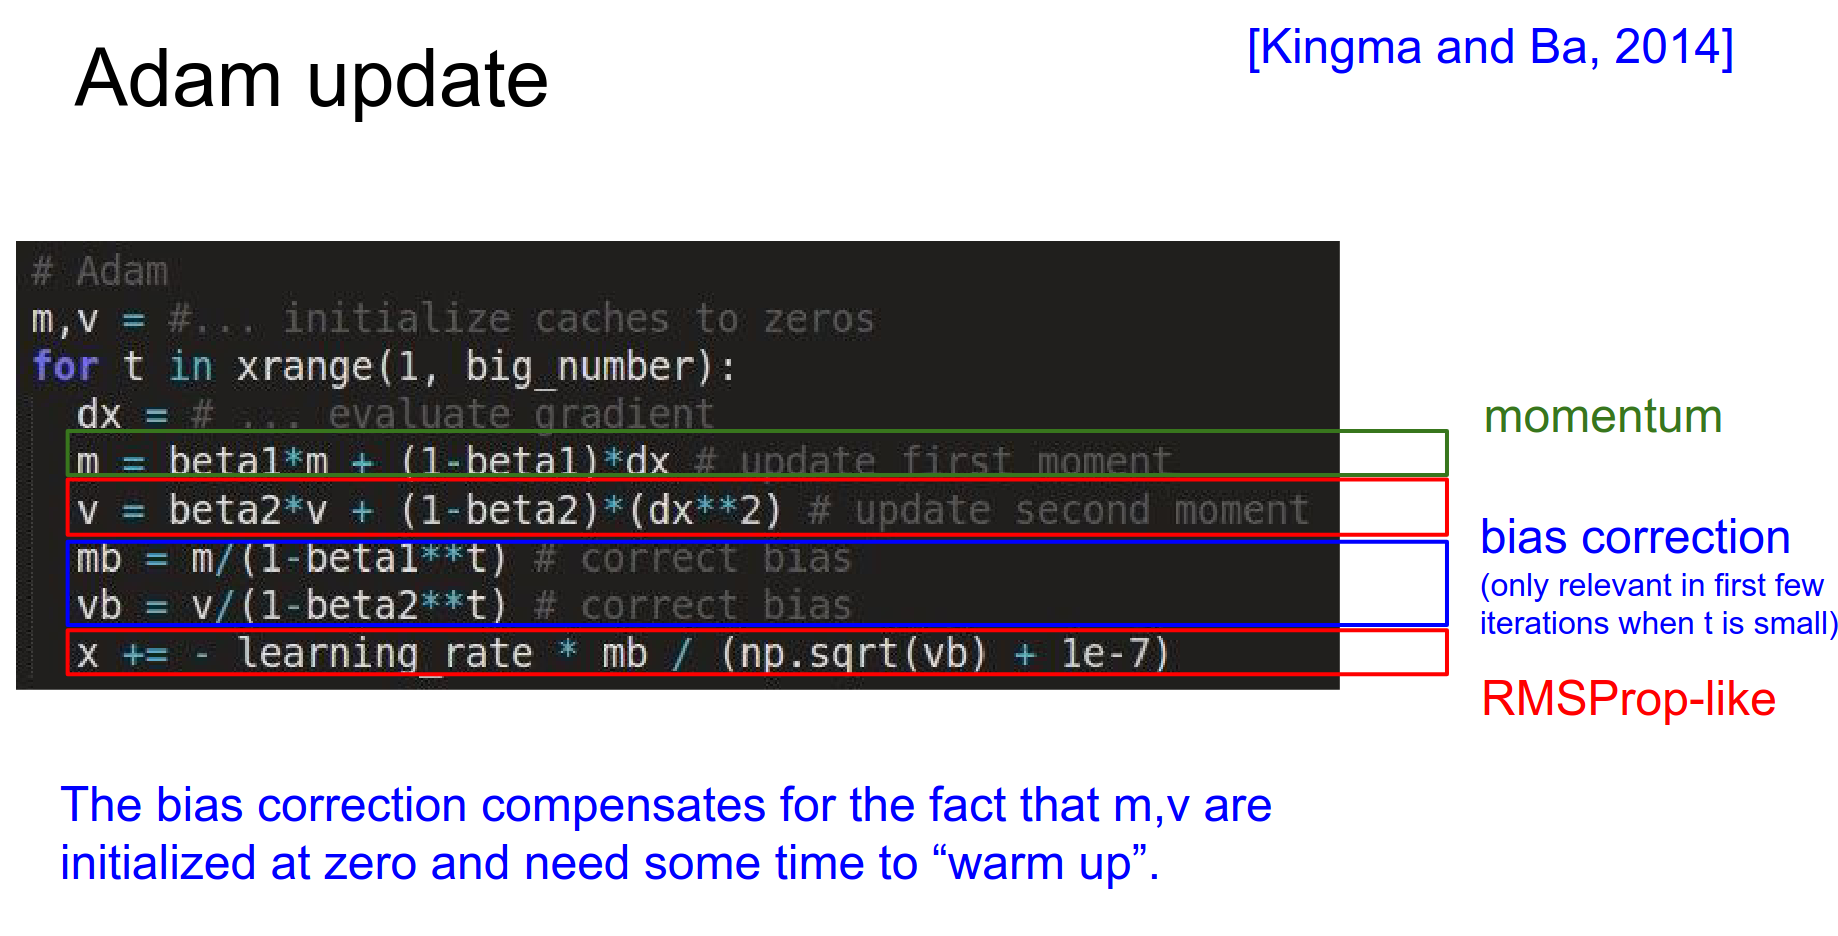 Adam update
[Kingma and Ba, 2014]
# Adam
m,v = #... initialize caches to zeros
for t in xrange(1, big_number):
dx = # ... evaluate gradient
m = beta1*m + (1-beta1)*dx # update first moment
v = beta2*v + (1-beta2)*(dx**2) # update second moment
mb = m/(1-beta1**t) # correct bias
vb = v/(1-beta2**t) # correct bias
x += - learning_rate * mb / (np.sqrt(vb) + 1e-7)
momentum
bias correction
(only relevant in first few
iterations when t is small)
RMSProp-like
The bias correction compensates for the fact that m,v are
initialized at zero and need some time to “warm up”.